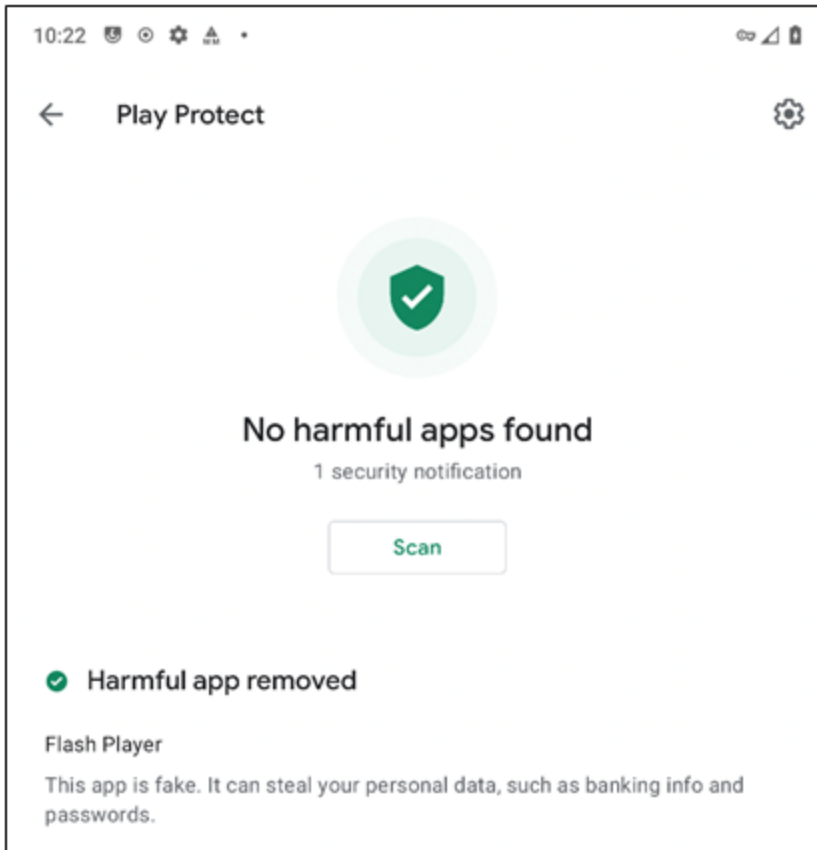 10:22
Play Protect
No harmful apps found
1 security notification
Scan
Harmful app removed
Flash Player
This app is fake. It can steal your personal data, such as banking info and
passwords.